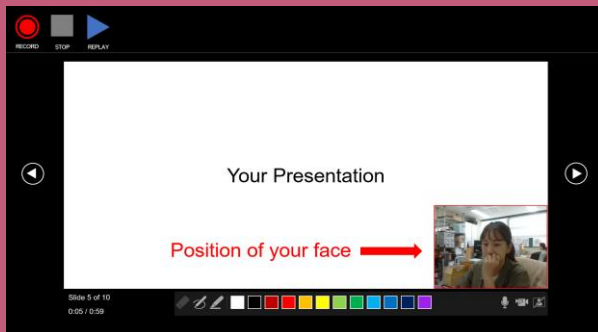 RECORD STOP REPLAY
Your Presentation
Position of your face
Slide 5 of 10
0:05 / 0:59